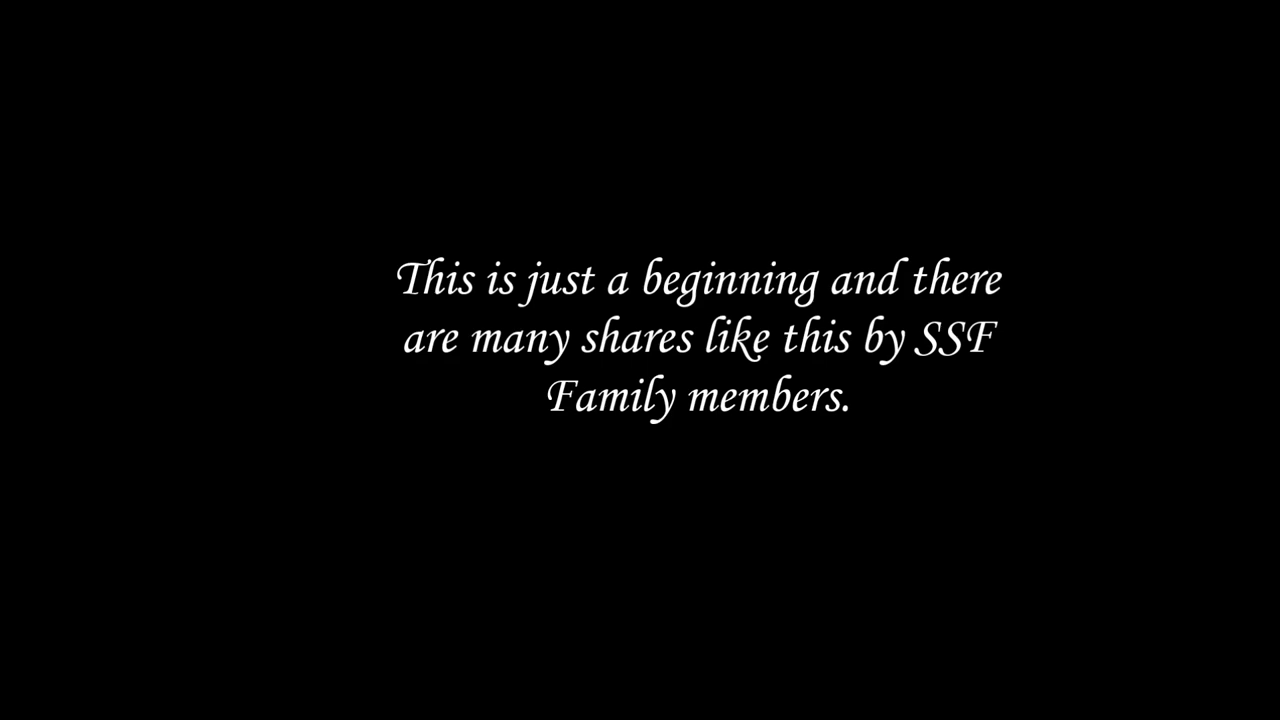 This is just a beginning and there
are many shares like this by SSF
Family members.